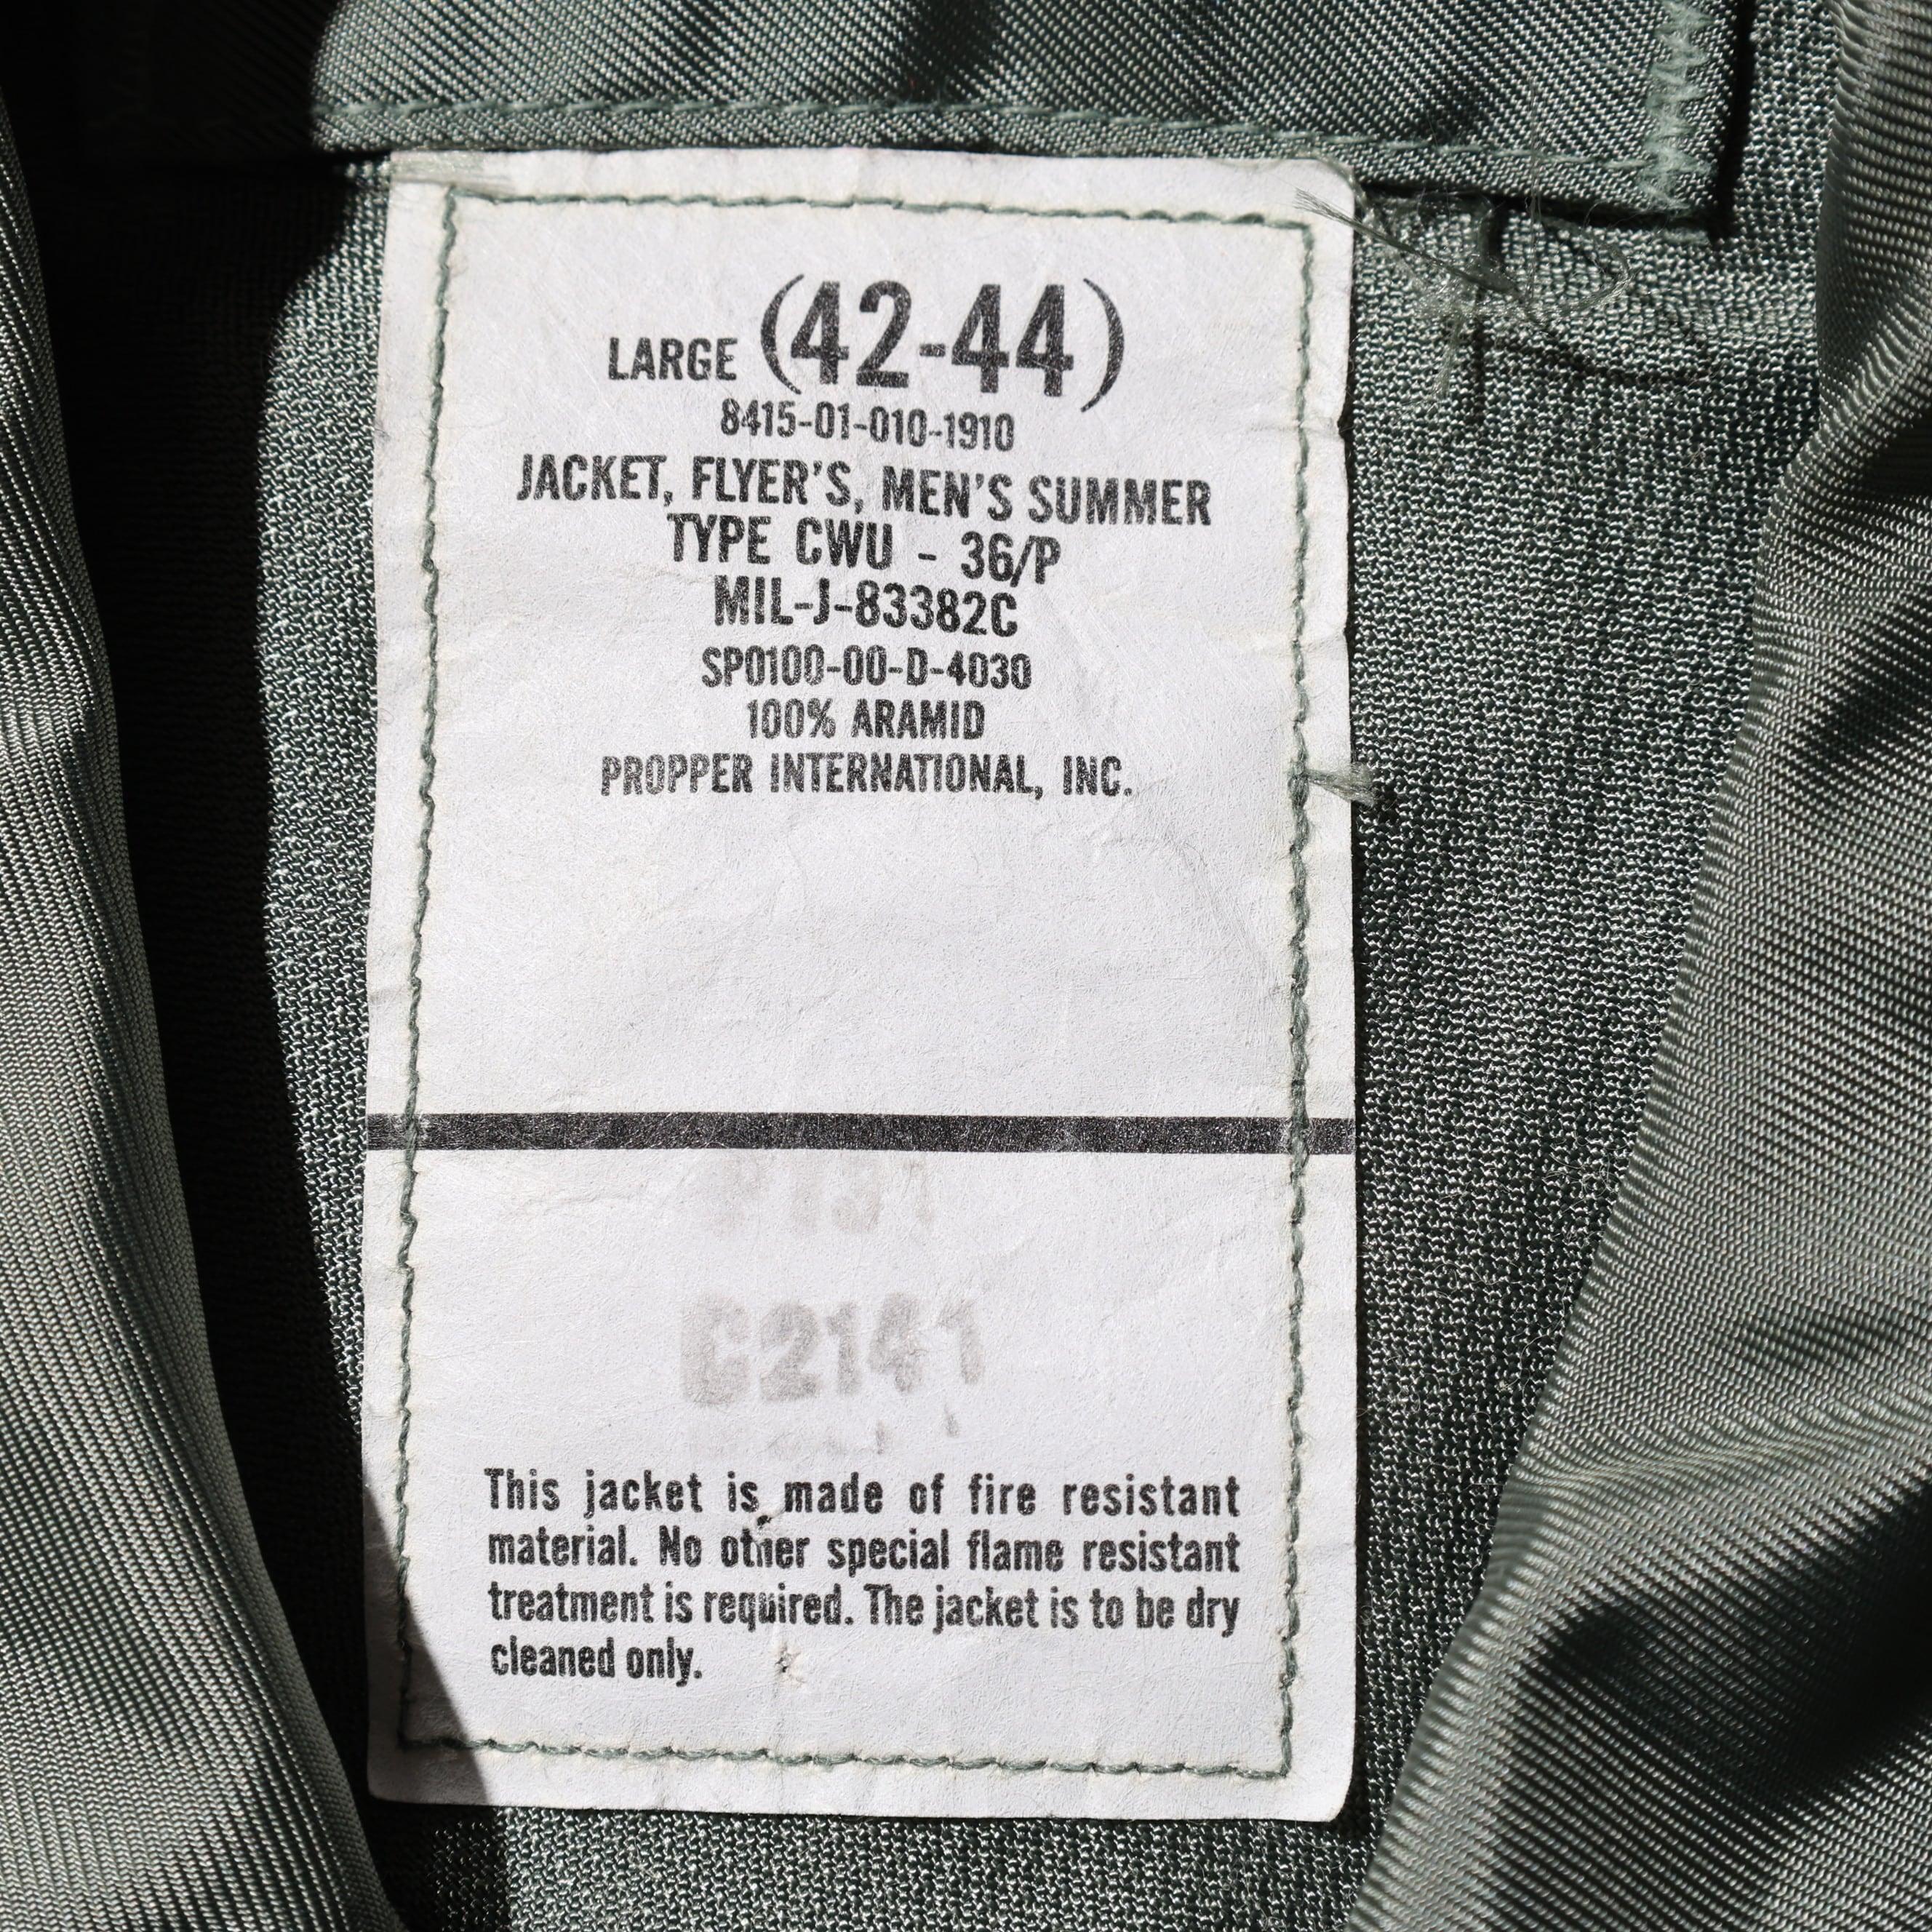 LARGE (42-44)
8415-01-010-1910
JACKET, FLYER'S, MEN'S SUMMER
TYPE CWU - 36/P
MIL-J-83382C
SP0100-00-D-4030
100% ARAMID
PROPPER INTERNATIONAL, INC.
C2141
This jacket is made of fire resistant
material. No other special flame resistant
treatment is required. The jacket is to be dry
cleaned only.